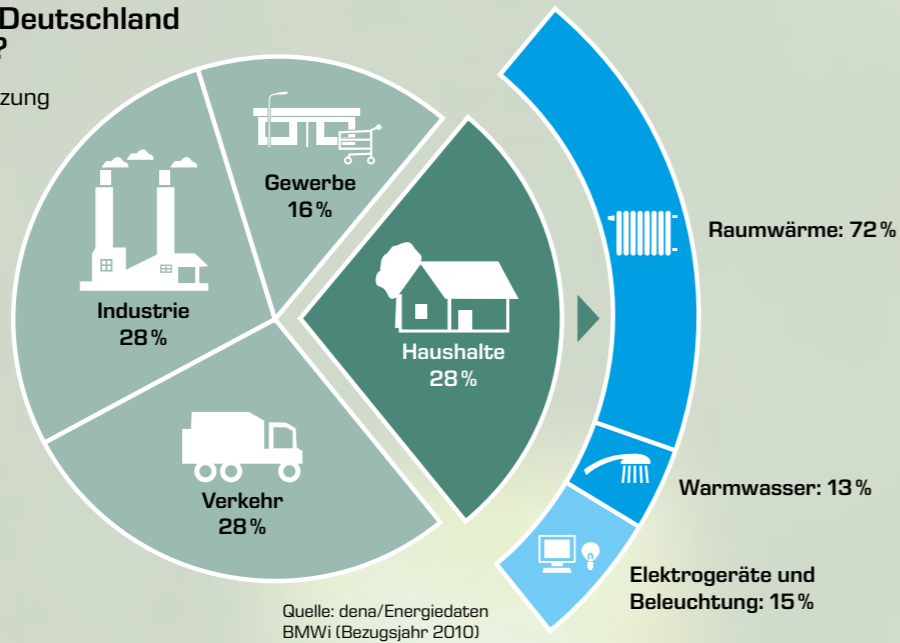 Deutschland
?
zung
Gewerbe
16 %
Industrie
28 %
Haushalte
28 %
Verkehr
28 %
Raumwärme: 72 %
Warmwasser: 13 %
Elektrogeräte und
Beleuchtung: 15 %
Quelle: dena/Energiedaten
BMWi (Bezugsjahr 2010)